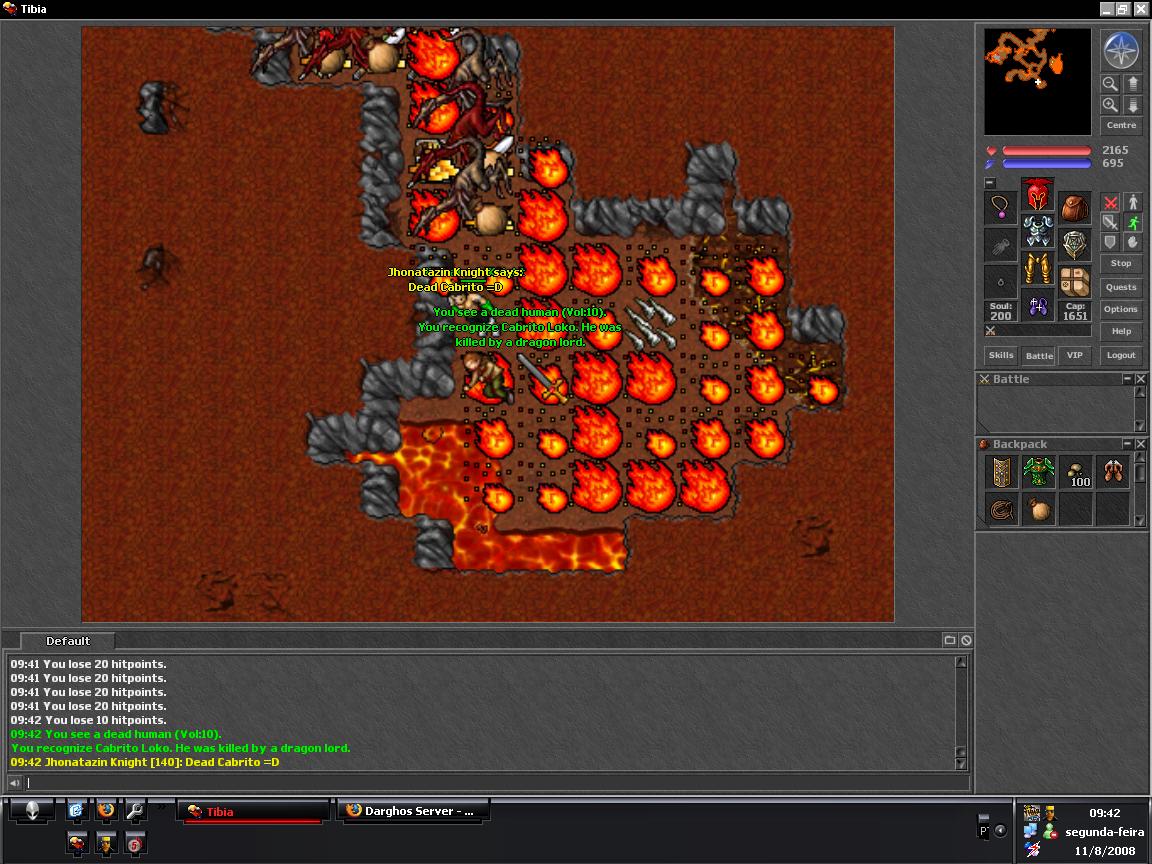 Tibia
Centre
2165
695
Jhonatazin Knight says:
Dead Cabrito =D
You see a dead human (Vol:10).
You recognize Cabrito Loko. He was
killed by a dragon lord.
Soul:
200
Cap:
1651
Stop
Quests
Options
Help
Skills
Battle
VIP
Logout
Battle
Backpack
100
Default
09:41 You lose 20 hitpoints.
09:41 You lose 20 hitpoints.
09:41 You lose 20 hitpoints.
09:41 You lose 20 hitpoints.
09:42 You lose 10 hitpoints.
09:42 You see a dead human (Vol:10).
You recognize Cabrito Loko. He was killed by a dragon lord.
09:42 Jhonatazin Knight [140]: Dead Cabrito =D
Tibia
Darghos Server - ...
09:42
segunda-feira
11/8/2008